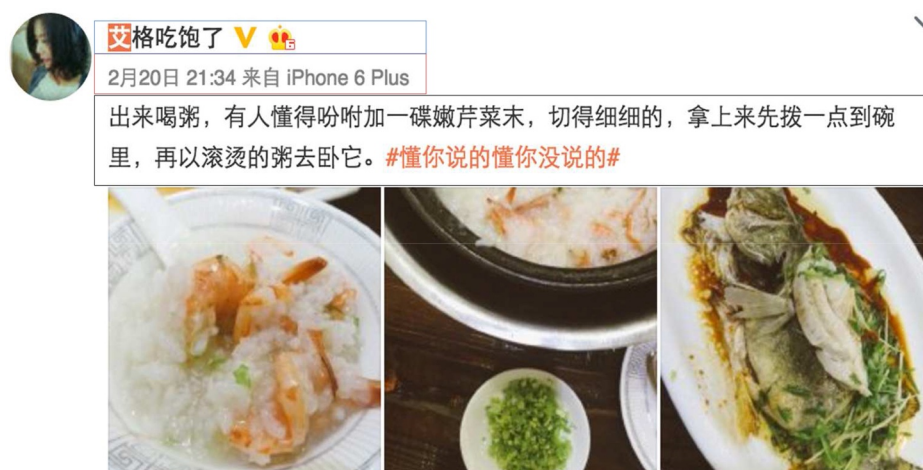 艾格吃饱了
2月20日 21:34 来自 iPhone 6 Plus
出来喝粥，有人懂得吩咐加一碟嫩芹菜末，切得细细的，拿上来先拨一点到碗
里，再以滚烫的粥去卧它。#懂你说的懂你没说的#